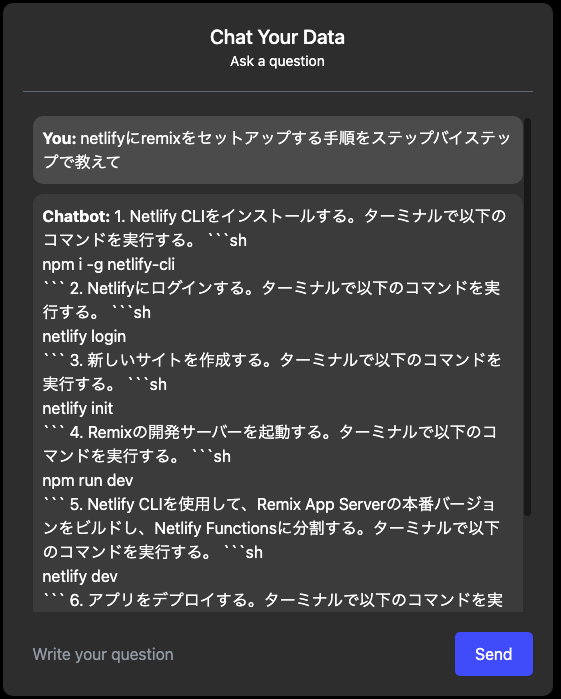 Chat Your Data
Ask a question
You: netlifyにremixをセットアップする手順をステップバイステッ
プで教えて
Chatbot: 1. Netlify CLIをインストールする。ターミナルで以下の
コマンドを実行する。 ```sh
npm i -g netlify-cli
``` 2. Netlifyにログインする。ターミナルで以下のコマンドを実
行する。 ```sh
netlify login
``` 3. 新しいサイトを作成する。ターミナルで以下のコマンドを
実行する。 ```sh
netlify init
``` 4. Remixの開発サーバーを起動する。ターミナルで以下のコ
マンドを実行する。 ```sh
npm run dev
``` 5. Netlify CLIを使用して、Remix App Serverの本番バージョ
ンをビルドし、Netlify Functionsに分割する。ターミナルで以下
のコマンドを実行する。 ```sh
netlify dev
``` 6. アプリをデプロイする。ターミナルで以下のコマンドを実
Write your question
Send